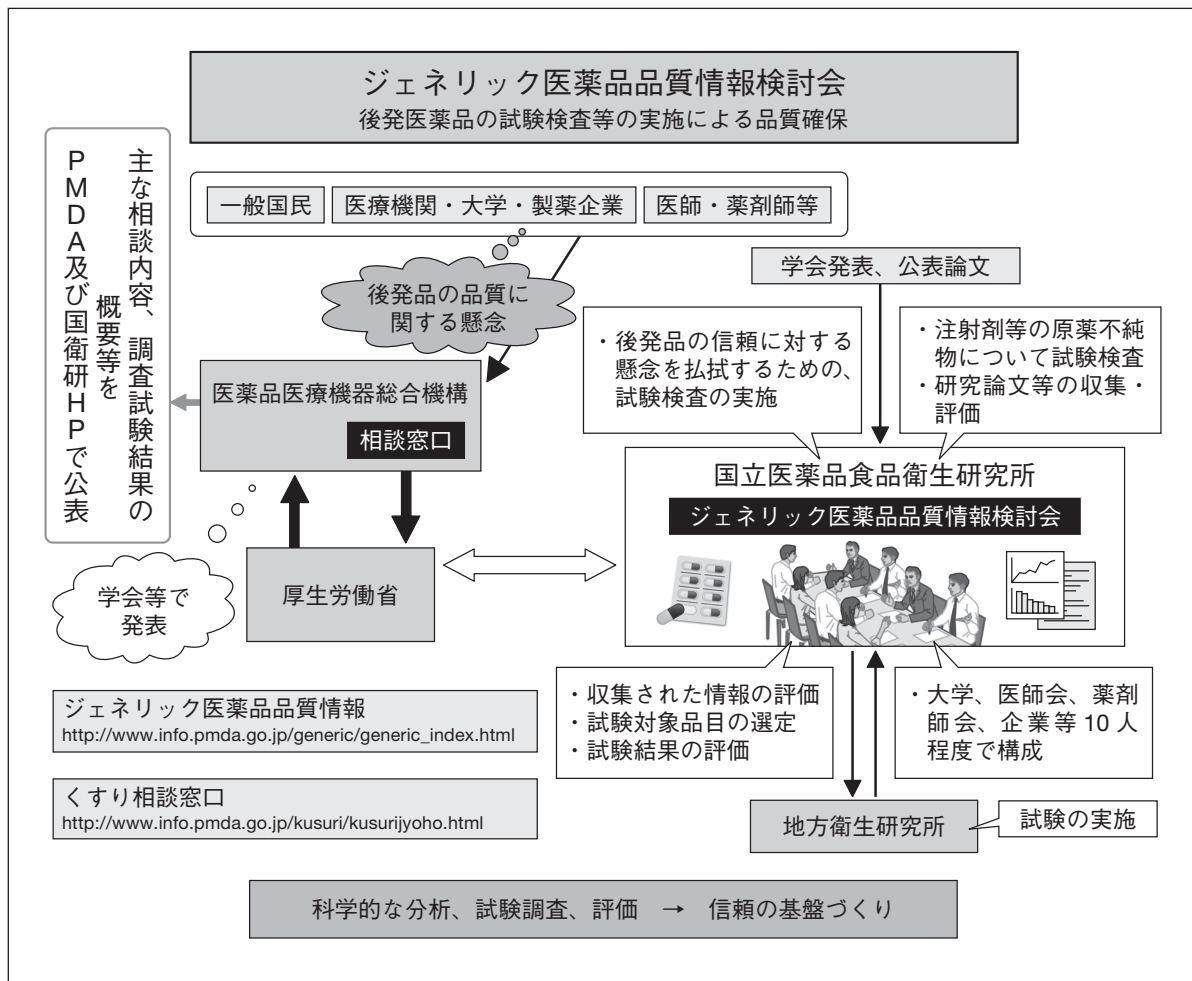 ジェネリック医薬品品質情報検討会
後発医薬品の試験検査等の実施による品質確保
主な相談内容、調査試験結果の
概要等を
PMDA及び国衛研HPで公表
一般国民
医療機関・大学・製薬企業
医師・薬剤師等
後発品の品質に
関する懸念
学会発表、公表論文
医薬品医療機器総合機構
相談窓口
・後発品の信頼に対する
懸念を払拭するための、
試験検査の実施
・注射剤等の原薬不純
物について試験検査
・研究論文等の収集・
評価
国立医薬品食品衛生研究所
ジェネリック医薬品品質情報検討会
学会等で
発表
厚生労働省
・収集された情報の評価
・試験対象品目の選定
・試験結果の評価
・大学、医師会、薬剤
師会、企業等10人
程度で構成
ジェネリック医薬品品質情報
http://www.info.pmda.go.jp/generic/generic_index.html
くすり相談窓口
http://www.info.pmda.go.jp/kusuri/kusurijyoho.html
地方衛生研究所
試験の実施
科学的な分析、試験調査、評価 → 信頼の基盤づくり